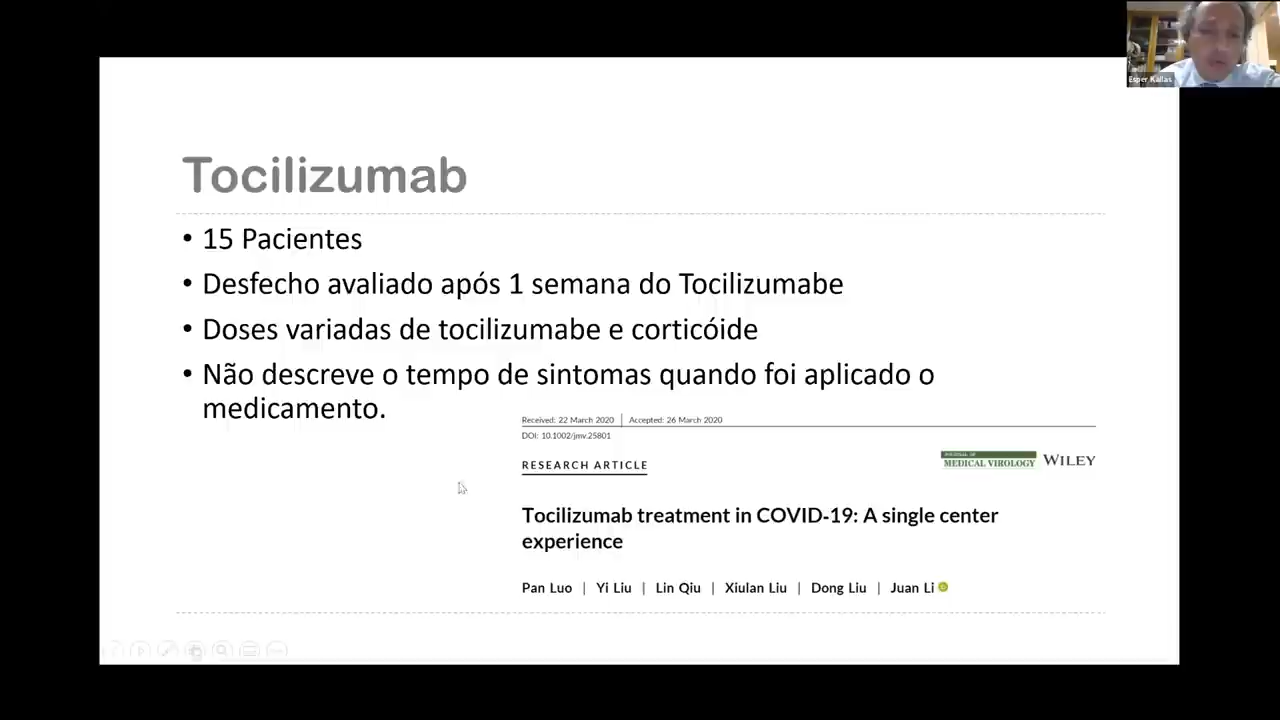 Esper Kallas
Tocilizumab
• 15 Pacientes
• Desfecho avaliado após 1 semana do Tocilizumabe
• Doses variadas de tocilizumabe e corticóide
• Não descreve o tempo de sintomas quando foi aplicado o
medicamento.
Received: 22 March 2020 | Accepted: 26 March 2020
DOI: 10.1002/jmv.25801
RESEARCH ARTICLE
JOURNAL OF
MEDICAL VIROLOGY WILEY
Tocilizumab treatment in COVID-19: A single center
experience
Pan Luo | Yi Liu | Lin Qiu | Xiulan Liu | Dong Liu | Juan Li